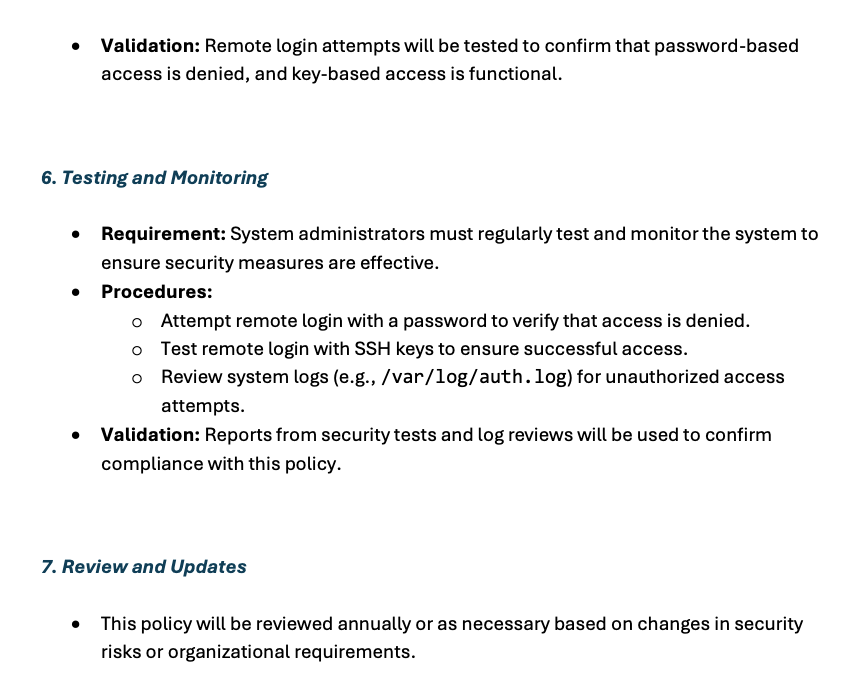 • Validation: Remote login attempts will be tested to confirm that password-based
access is denied, and key-based access is functional.
6. Testing and Monitoring
• Requirement: System administrators must regularly test and monitor the system to
ensure security measures are effective.
• Procedures:
o Attempt remote login with a password to verify that access is denied.
o Test remote login with SSH keys to ensure successful access.
o Review system logs (e.g., /var/log/auth.log) for unauthorized access
attempts.
• Validation: Reports from security tests and log reviews will be used to confirm
compliance with this policy.
7. Review and Updates
• This policy will be reviewed annually or as necessary based on changes in security
risks or organizational requirements.